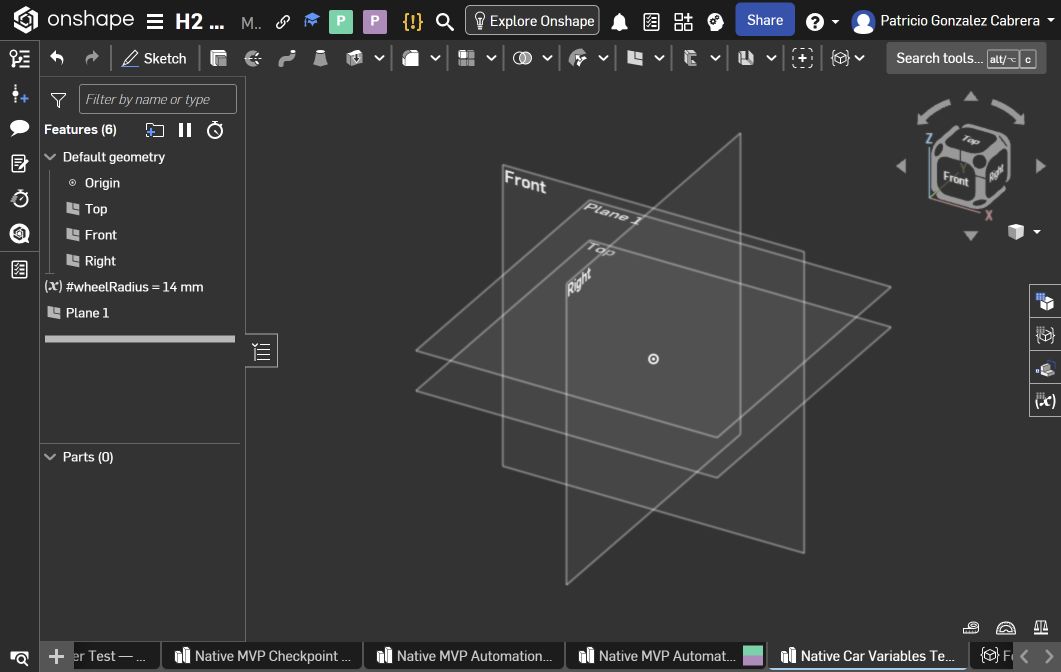 onshape H2 ... M.. P P {!} Explore Onshape Share Patricio Gonzalez Cabrera
Sketch Search tools... alt/⌥ c
Filter by name or type
Features (6)
Default geometry
Origin
Top
Front
Right
(x) #wheelRadius = 14 mm
Plane 1
Parts (0)
Front
Plane 1
Top
Right
Z
Top
Y
Front Right
X
(x)
er Test — ... Native MVP Checkpoint ... Native MVP Automation... Native MVP Automat... Native Car Variables Te... F